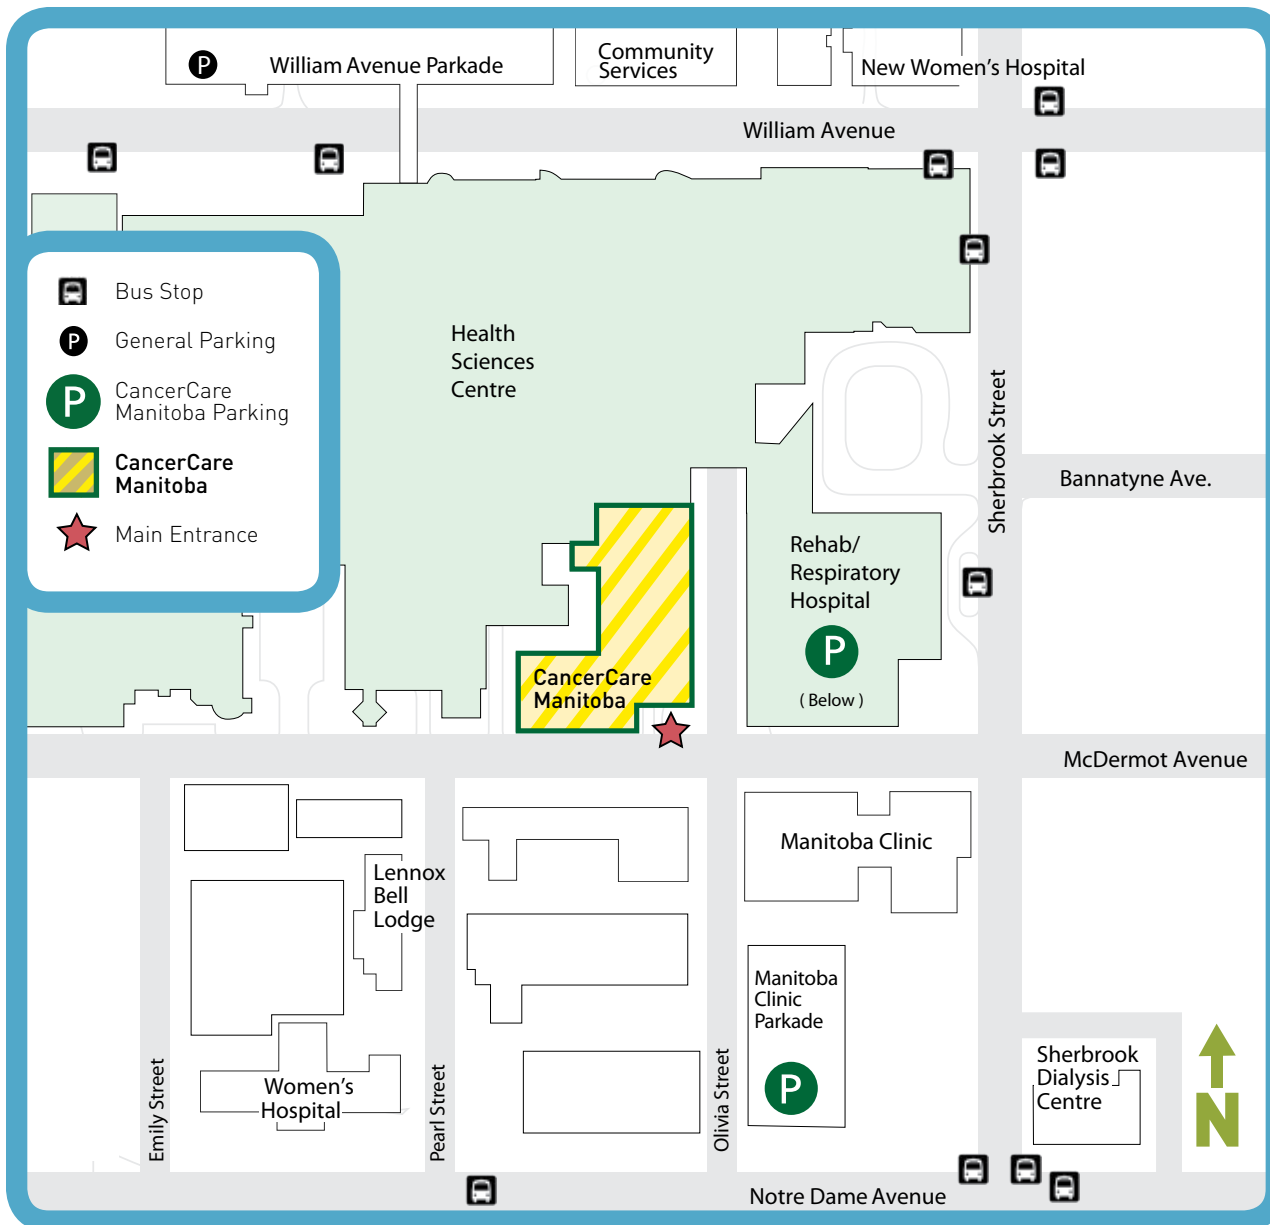 P
William Avenue Parkade
Community
Services
New Women's Hospital
William Avenue
Bus Stop
P
General Parking
P
CancerCare
Manitoba Parking
CancerCare
Manitoba
Main Entrance
Health
Sciences
Centre
Sherbrook Street
Bannatyne Ave.
Rehab/
Respiratory
Hospital
P
( Below )
CancerCare
Manitoba
McDermot Avenue
Manitoba Clinic
Lennox
Bell
Lodge
Manitoba
Clinic
Parkade
P
Emily Street
Women's
Hospital
Pearl Street
Olivia Street
Sherbrook
Dialysis
Centre
N
Notre Dame Avenue